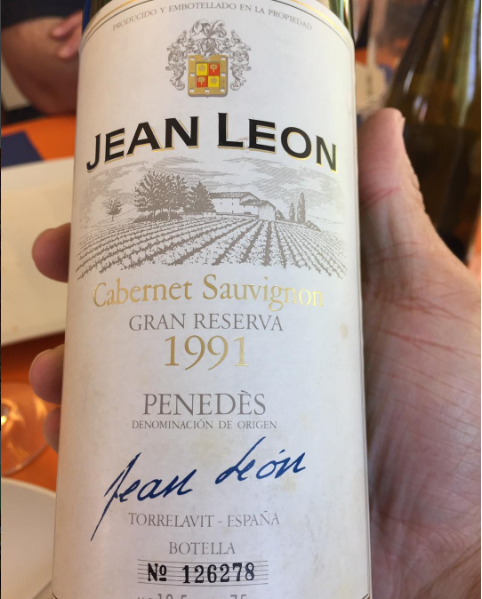 PRODUCIDO Y EMBOTELLADO EN LA PROPIEDAD
JEAN LEON
Cabernet Sauvignon
GRAN RESERVA
1991
PENEDÈS
DENOMINACIÓN DE ORIGEN
Jean León
TORRELAVIT - ESPAÑA
BOTELLA
Nº 126278